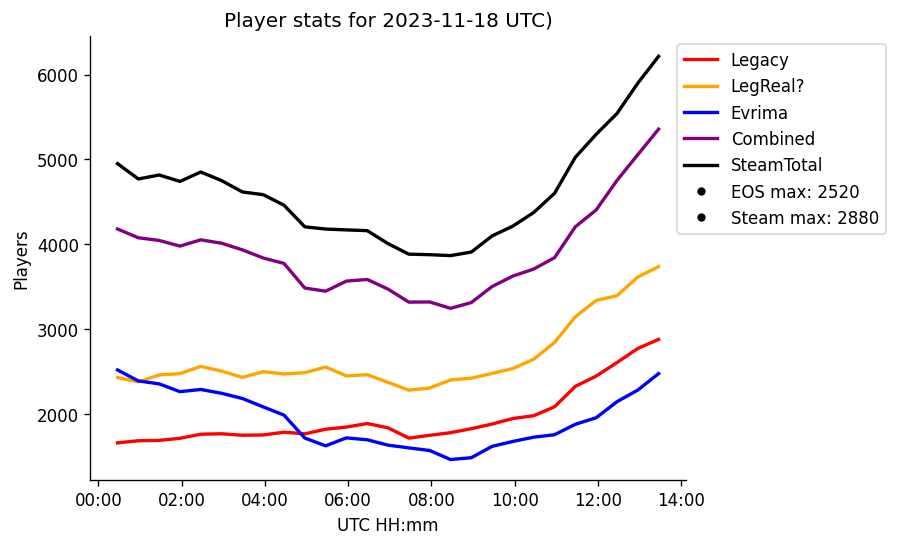 Player stats for 2023-11-18 UTC)
Legacy
LegReal?
Evrima
Combined
SteamTotal
EOS max: 2520
Steam max: 2880
Players
6000
5000
4000
3000
2000
00:00 02:00 04:00 06:00 08:00 10:00 12:00 14:00
UTC HH:mm